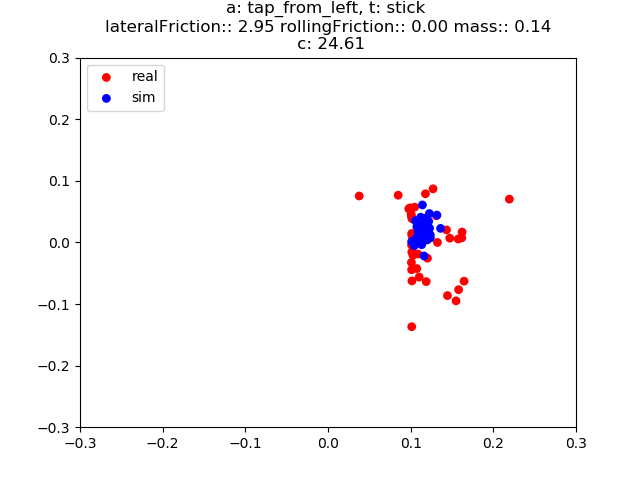 a: tap_from_left, t: stick
lateralFriction:: 2.95 rollingFriction:: 0.00 mass:: 0.14
c: 24.61
real
sim
0.3
0.2
0.1
0.0
−0.1
−0.2
−0.3
−0.3
−0.2
−0.1
0.0
0.1
0.2
0.3